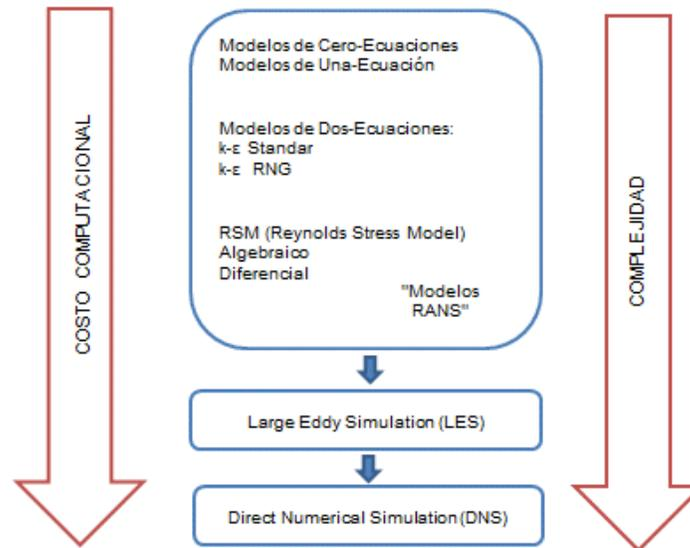 COSTO COMPUTACIONAL
Modelos de Cero-Ecuaciones
Modelos de Una-Ecuación
Modelos de Dos-Ecuaciones:
k-ε Standar
k-ε RNG
RSM (Reynolds Stress Model)
Algebraico
Diferencial
"Modelos
RANS"
Large Eddy Simulation (LES)
Direct Numerical Simulation (DNS)
COMPLEJIDAD